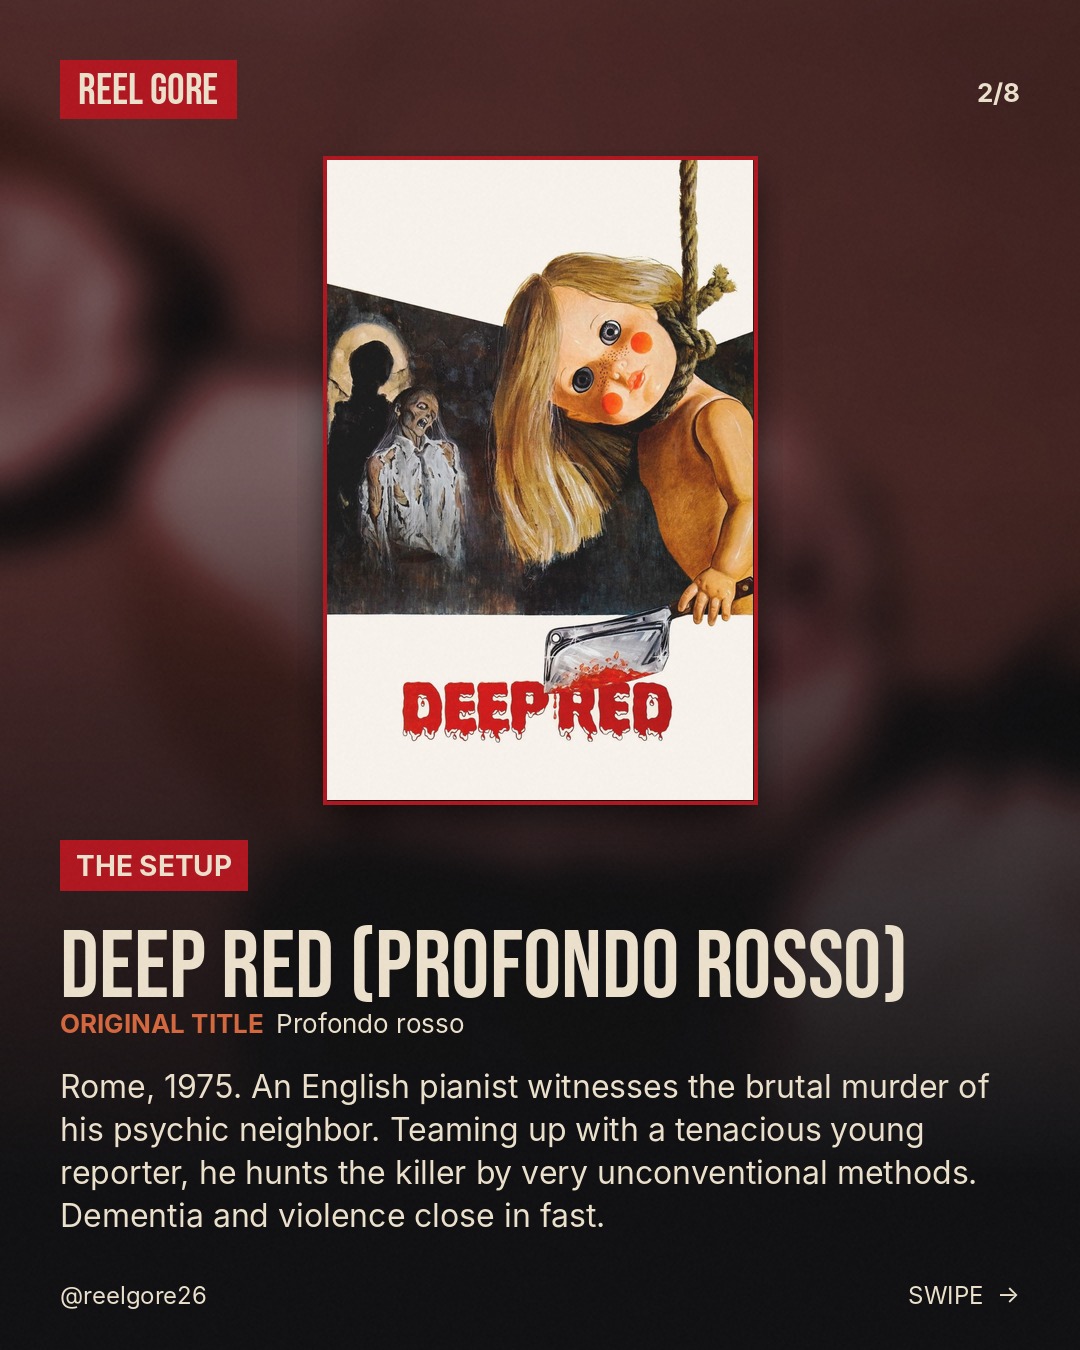 REEL GORE
2/8
DEEP RED
THE SETUP
DEEP RED (PROFONDO ROSSO)
ORIGINAL TITLE Profondo rosso
Rome, 1975. An English pianist witnesses the brutal murder of
his psychic neighbor. Teaming up with a tenacious young
reporter, he hunts the killer by very unconventional methods.
Dementia and violence close in fast.
@reelgore26
SWIPE →